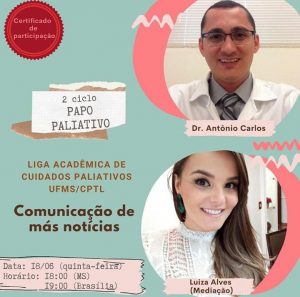 Certificado
de
participação
2 ciclo
PAPO
PALIATIVO
Dr. Antônio Carlos
LIGA ACADÊMICA DE
CUIDADOS PALIATIVOS
UFMS/CPTL
Comunicação de
más notícias
Data: 18/06 (quinta-feira)
Horário: 18:00 (MS)
19:00 (Brasília)
Luiza Alves
(Mediação)